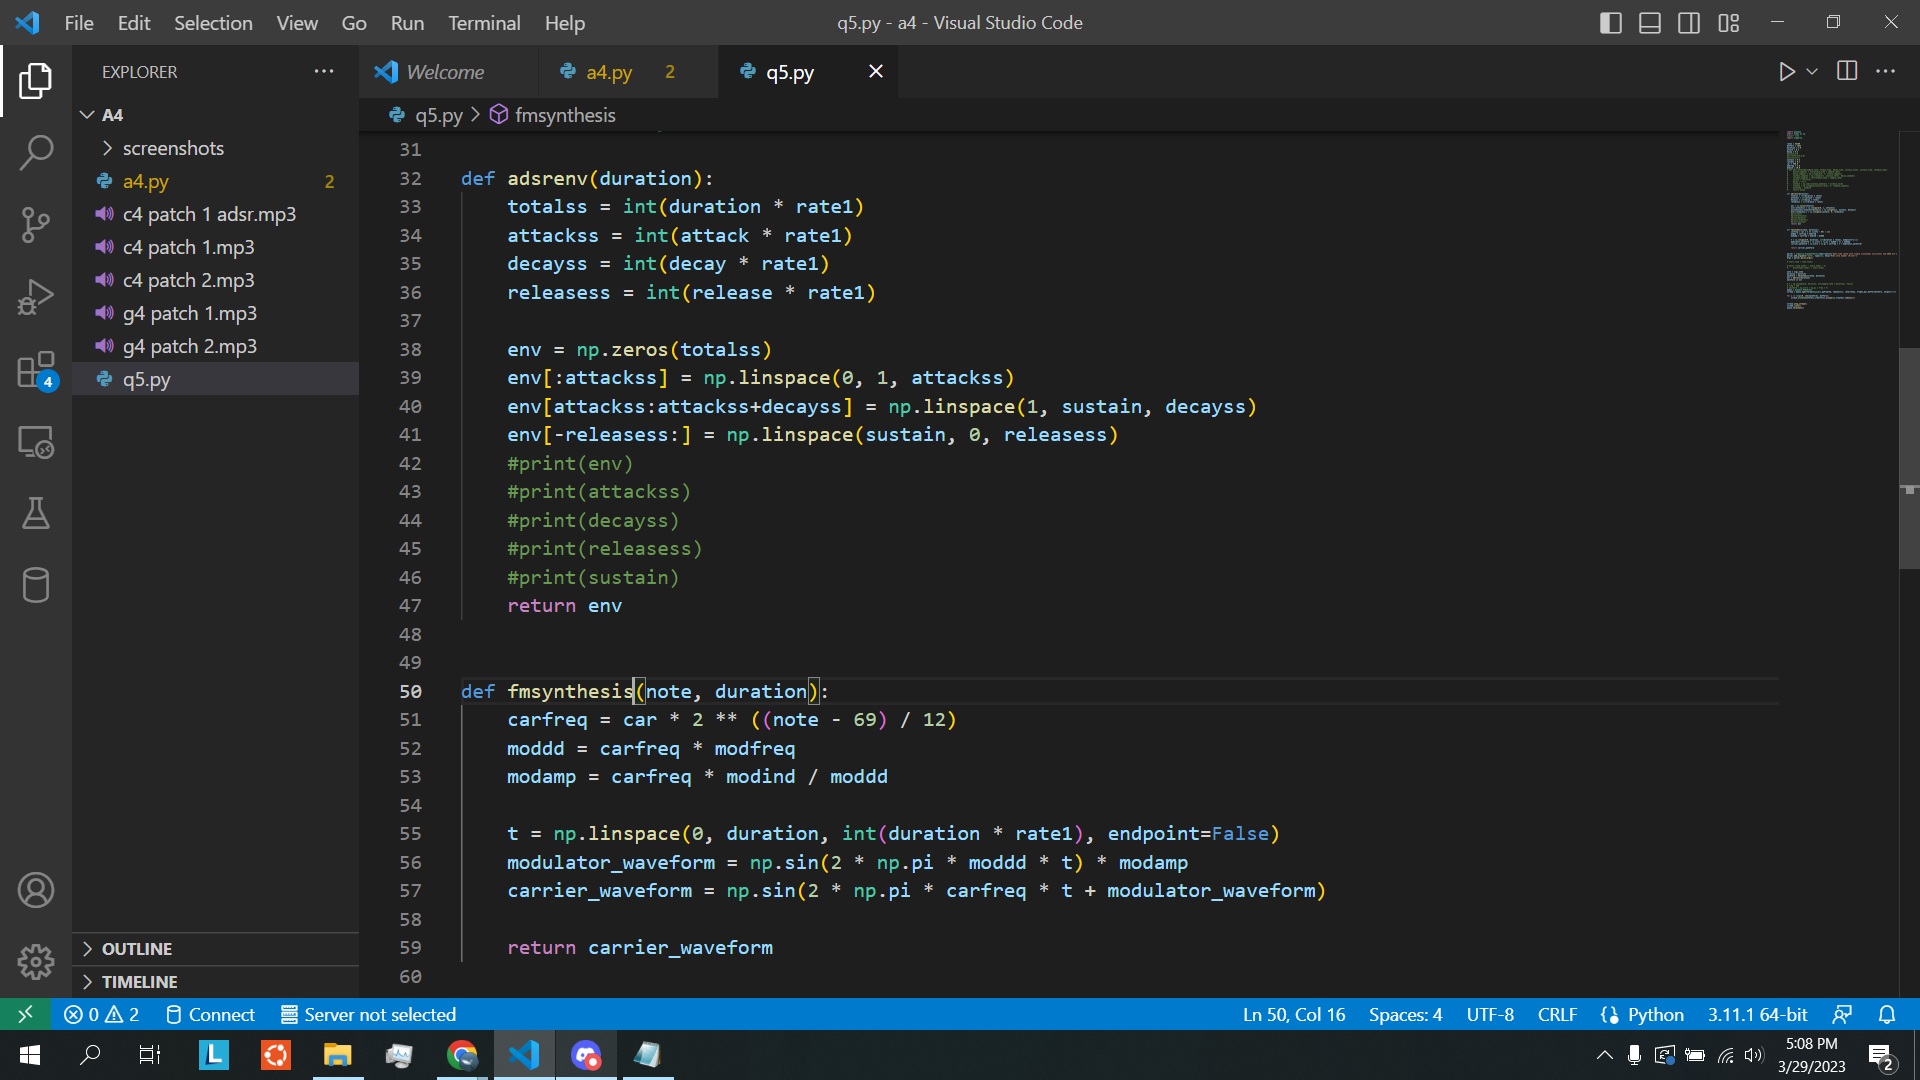 File Edit Selection View Go Run Terminal Help
q5.py - a4 - Visual Studio Code
EXPLORER
Welcome
a4.py 2
q5.py
A4
q5.py > fmsynthesis
screenshots
a4.py 2
c4 patch 1 adsr.mp3
c4 patch 1.mp3
c4 patch 2.mp3
g4 patch 1.mp3
g4 patch 2.mp3
q5.py
4
OUTLINE
TIMELINE
31
32 def adsrenv(duration):
33     totalss = int(duration * rate1)
34     attackss = int(attack * rate1)
35     decayss = int(decay * rate1)
36     releasess = int(release * rate1)
37
38     env = np.zeros(totalss)
39     env[:attackss] = np.linspace(0, 1, attackss)
40     env[attackss:attackss+decayss] = np.linspace(1, sustain, decayss)
41     env[-releasess:] = np.linspace(sustain, 0, releasess)
42     #print(env)
43     #print(attackss)
44     #print(decayss)
45     #print(releasess)
46     #print(sustain)
47     return env
48
49
50 def fmsynthesis(note, duration):
51     carfreq = car * 2 ** ((note - 69) / 12)
52     moddd = carfreq * modfreq
53     modamp = carfreq * modind / moddd
54
55     t = np.linspace(0, duration, int(duration * rate1), endpoint=False)
56     modulator_waveform = np.sin(2 * np.pi * moddd * t) * modamp
57     carrier_waveform = np.sin(2 * np.pi * carfreq * t + modulator_waveform)
58
59     return carrier_waveform
60
0 2 Connect Server not selected
Ln 50, Col 16 Spaces: 4 UTF-8 CRLF Python 3.11.1 64-bit
L
5:08 PM
3/29/2023
2